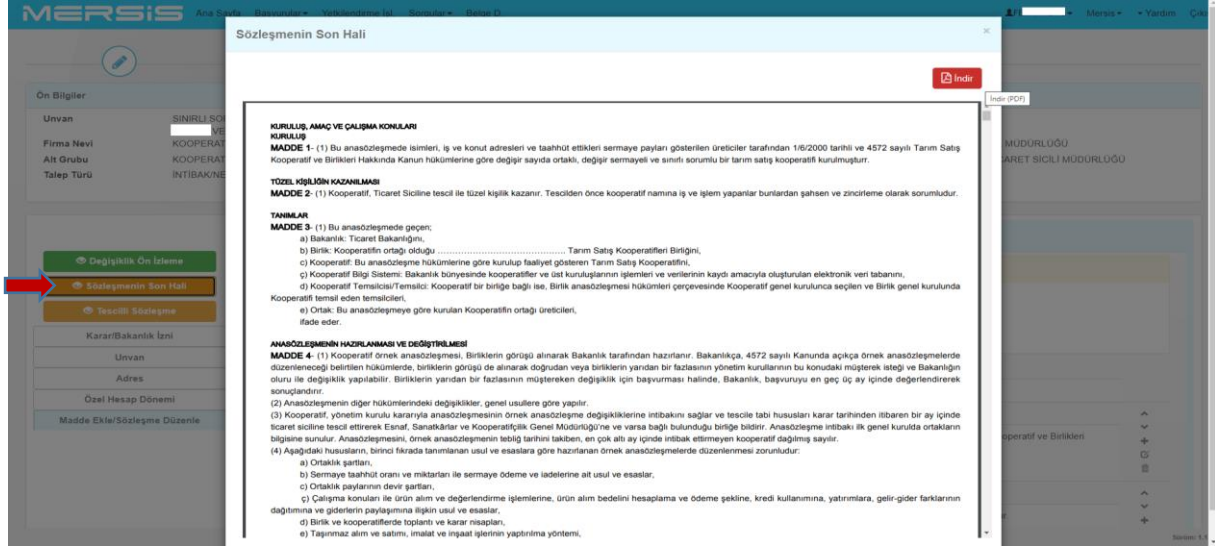 MERSiS Ana Sayfa Başvurular Yetkilendirme İşl. Sorgular Belge D Mersis Yardım Çıkı
Sözleşmenin Son Hali ×
İndir
İndir (PDF)
Ön Bilgiler
Unvan SINIRLI SO
VE
Firma Nevi KOOPERAT MÜDÜRLÜĞÜ
Alt Grubu KOOPERAT CARET SİCİLİ MÜDÜRLÜĞÜ
Talep Türü İNTİBAK/NE
Değişiklik Ön İzleme
Sözleşmenin Son Hali
Tescilli Sözleşme
Karar/Bakanlık İzni
Unvan
Adres
Özel Hesap Dönemi
Madde Ekle/Sözleşme Düzenle
KURULUŞ, AMAÇ VE ÇALIŞMA KONULARI
KURULUŞ
MADDE 1- (1) Bu anasözleşmede isimleri, iş ve konut adresleri ve taahhüt ettikleri sermaye payları gösterilen üreticiler tarafından 1/6/2000 tarihli ve 4572 sayılı Tarım Satış
Kooperatif ve Birlikleri Hakkında Kanun hükümlerine göre değişir sayıda ortaklı, değişir sermayeli ve sınırlı sorumlu bir tarım satış kooperatifi kurulmuşturr.
TÜZEL KİŞİLİĞİN KAZANILMASI
MADDE 2- (1) Kooperatif, Ticaret Siciline tescil ile tüzel kişilik kazanır. Tescilden önce kooperatif namına iş ve işlem yapanlar bunlardan şahsen ve zincirleme olarak sorumludur.
TANIMLAR
MADDE 3- (1) Bu anasözleşmede geçen;
a) Bakanlık: Ticaret Bakanlığını,
b) Birlik: Kooperatifin ortağı olduğu ………………………………………… Tarım Satış Kooperatifleri Birliğini,
c) Kooperatif: Bu anasözleşme hükümlerine göre kurulup faaliyet gösteren Tarım Satış Kooperatifini,
ç) Kooperatif Bilgi Sistemi: Bakanlık bünyesinde kooperatifler ve üst kuruluşlarının işlemleri ve verilerinin kaydı amacıyla oluşturulan elektronik veri tabanını,
d) Kooperatif Temsilcisi/Temsilci: Kooperatif bir birliğe bağlı ise, Birlik anasözleşmesi hükümleri çerçevesinde Kooperatif genel kurulunca seçilen ve Birlik genel kurulunda
Kooperatifi temsil eden temsilcileri,
e) Ortak: Bu anasözleşmeye göre kurulan Kooperatifin ortağı üreticileri,
ifade eder.
ANASÖZLEŞMENİN HAZIRLANMASI VE DEĞİŞTİRİLMESİ
MADDE 4- (1) Kooperatif örnek anasözleşmesi, Birliklerin görüşü alınarak Bakanlık tarafından hazırlanır. Bakanlıkça, 4572 sayılı Kanunda açıkça örnek anasözleşmelerde
düzenleneceği belirtilen hükümlerde, birliklerin görüşü de alınarak doğrudan veya birliklerin yarıdan bir fazlasının yönetim kurullarının bu konudaki müşterek isteği ve Bakanlığın
oluru ile değişiklik yapılabilir. Birliklerin yarıdan bir fazlasının müştereken değişiklik için başvurması halinde, Bakanlık, başvuruyu en geç üç ay içinde değerlendirerek
sonuçlandırır.
(2) Anasözleşmenin diğer hükümlerindeki değişiklikler, genel usullere göre yapılır.
(3) Kooperatif, yönetim kurulu kararıyla anasözleşmesinin örnek anasözleşme değişikliklerine intibakını sağlar ve tescile tabi hususları karar tarihinden itibaren bir ay içinde
ticaret siciline tescil ettirerek Esnaf, Sanatkârlar ve Kooperatifçilik Genel Müdürlüğü'ne ve varsa bağlı bulunduğu birliğe bildirir. Anasözleşme intibakı ilk genel kurulda ortakların
bilgisine sunulur. Anasözleşmesini, örnek anasözleşmenin tebliğ tarihini takiben, en çok altı ay içinde intibak ettirmeyen kooperatif dağılmış sayılır.
(4) Aşağıdaki hususların, birinci fıkrada tanımlanan usul ve esaslara göre hazırlanan örnek anasözleşmelerde düzenlenmesi zorunludur:
a) Ortaklık şartları,
b) Sermaye taahhüt oranı ve miktarları ile sermaye ödeme ve iadelerine ait usul ve esaslar,
c) Ortaklık paylarının devir şartları,
ç) Çalışma konuları ile ürün alım ve değerlendirme işlemlerine, ürün alım bedelini hesaplama ve ödeme şekline, kredi kullanımına, yatırımlara, gelir-gider farklarının
dağıtımına ve giderlerin paylaşımına ilişkin usul ve esaslar,
d) Birlik ve kooperatiflerde toplantı ve karar nisapları,
e) Taşınmaz alım ve satımı, imalat ve inşaat işlerinin yaptırılma yöntemi,
operatif ve Birlikleri